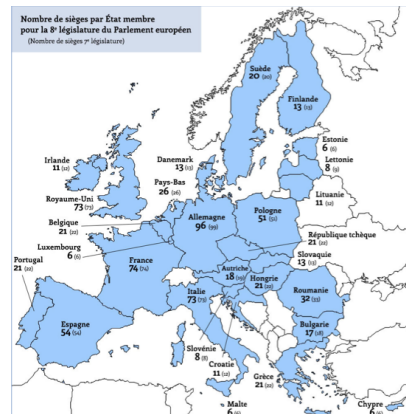 Nombre de sièges par État membre
pour la 8e législature du Parlement européen
(Nombre de sièges 7e législature)
Suède
20 (20)
Finlande
13 (13)
Estonie
6 (6)
Lettonie
8 (9)
Lituanie
11 (12)
Danemark
13 (13)
Irlande
11 (12)
Pays-Bas
26 (26)
Royaume-Uni
73 (73)
Belgique
21 (22)
Allemagne
96 (99)
Pologne
51 (51)
République tchèque
21 (22)
Luxembourg
6 (6)
Slovaquie
13 (13)
Portugal
21 (22)
France
74 (74)
Autriche
18 (19)
Hongrie
21 (22)
Roumanie
32 (33)
Italie
73 (73)
Bulgarie
17 (18)
Espagne
54 (54)
Slovénie
8 (8)
Croatie
11 (12)
Grèce
21 (22)
Malte
6 (6)
Chypre
6 (6)